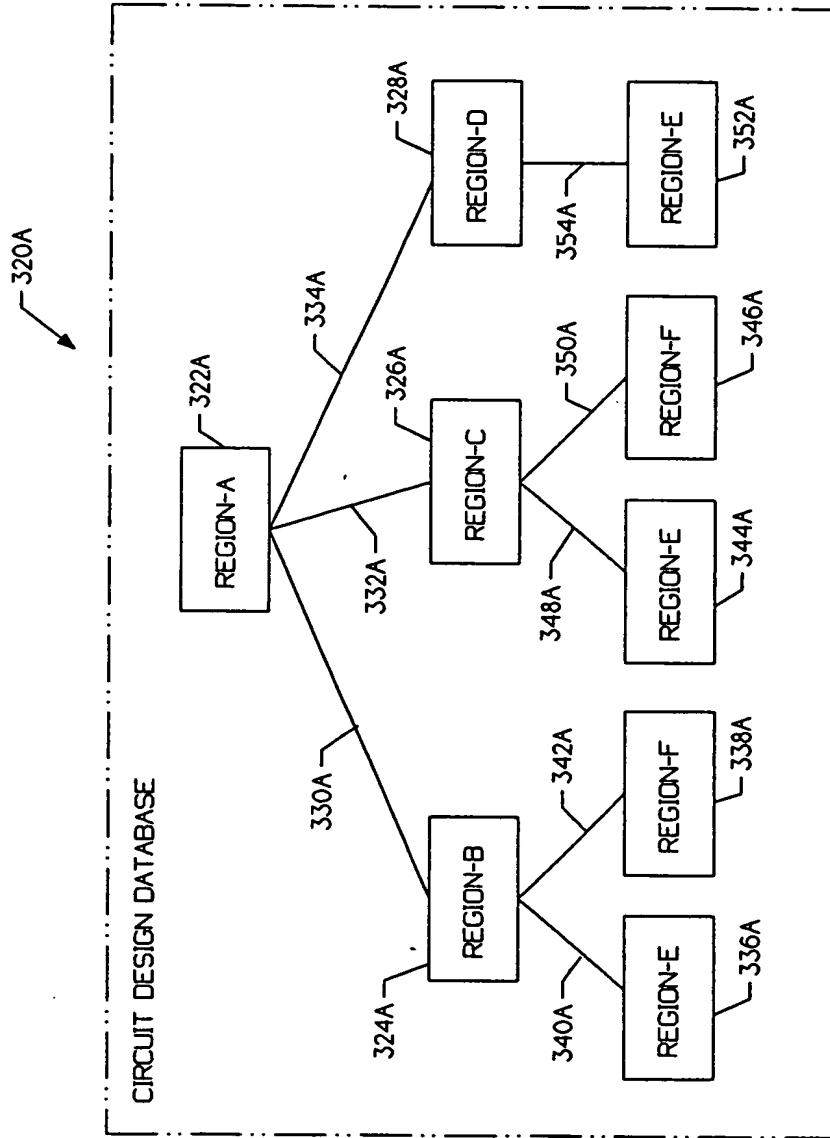 320A
CIRCUIT DESIGN DATABASE
322A
REGION-A
330A
332A
334A
324A
REGION-B
326A
REGION-C
328A
REGION-D
340A
342A
348A
350A
354A
REGION-E
336A
REGION-F
338A
REGION-E
344A
REGION-F
346A
REGION-E
352A